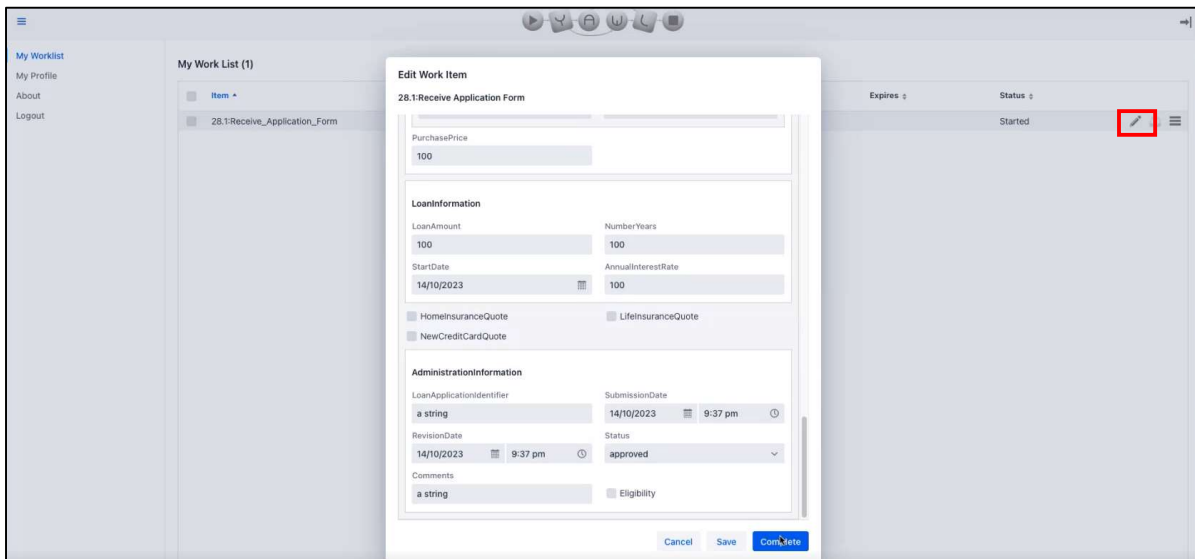 YAWL
My Worklist
My Profile
About
Logout
My Work List (1)
Item
Expires
Status
28.1:Receive_Application_Form
Started
Edit Work Item
28.1:Receive Application Form
PurchasePrice
100
LoanInformation
LoanAmount
NumberYears
100
100
StartDate
AnnualInterestRate
14/10/2023
100
HomeInsuranceQuote
LifeInsuranceQuote
NewCreditCardQuote
AdministrationInformation
LoanApplicationIdentifier
SubmissionDate
a string
14/10/2023
9:37 pm
RevisionDate
Status
14/10/2023
9:37 pm
approved
Comments
a string
Eligibility
Cancel
Save
Complete